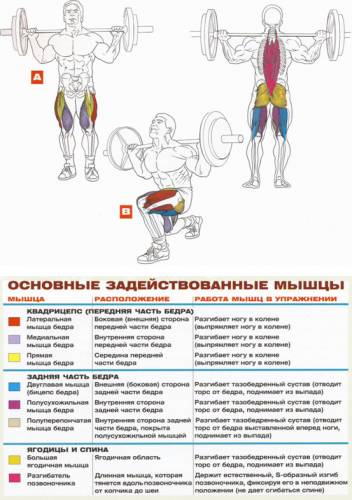 А
В
ОСНОВНЫЕ ЗАДЕЙСТВОВАННЫЕ МЫШЦЫ
МЫШЦА РАСПОЛОЖЕНИЕ РАБОТА МЫШЦ В УПРАЖНЕНИИ
КВАДРИЦЕПС (ПЕРЕДНЯЯ ЧАСТЬ БЕДРА)
Латеральная Боковая (внешняя) сторона Разгибает ногу в колене
мышца бедра передней части бедра (выпрямляет ногу в колене)
Медиальная Внутренняя сторона Разгибает ногу в колене
мышца бедра передней части бедра (выпрямляет ногу в колене)
Прямая Середина передней Разгибает ногу в колене
мышца бедра части бедра (выпрямляет ногу в колене)
ЗАДНЯЯ ЧАСТЬ БЕДРА
Двуглавая мышца Внешняя (боковая) сторона Разгибает тазобедренный сустав (отводит
(бицепс бедра) задней части бедра торс от бедра, поднимает из выпада)
Полусухожильная Внутренняя сторона Разгибает тазобедренный сустав (отводит
мышца бедра задней части бедра торс от бедра, поднимает из выпада)
Полуперепончатая Внутренняя сторона задней Разгибает тазобедренный сустав (отводит
мышца бедра части бедра, покрыта торс от бедра выставленной вперед ноги,
полусухожильной мышцей поднимает из выпада)
ЯГОДИЦЫ И СПИНА
Большая Ягодичная область Разгибает тазобедренный сустав (отводит
ягодичная мышца торс от бедра, поднимает из выпада)
Разгибатель Длинная мышца, которая Держит естественный, S-образный изгиб
позвоночника тянется вдоль позвоночника позвоночника, фиксируя его в неподвижном
от копчика до шеи положении (не дает сгибаться спине)